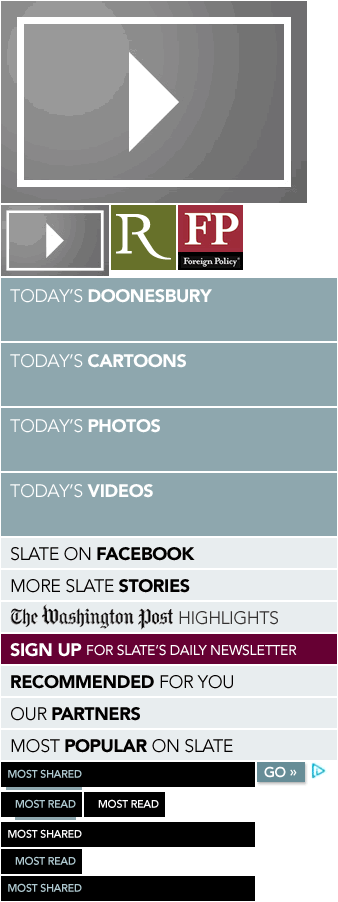 R
FP
Foreign Policy
TODAY'S DOONESBURY
TODAY'S CARTOONS
TODAY'S PHOTOS
TODAY'S VIDEOS
SLATE ON FACEBOOK
MORE SLATE STORIES
The Washington Post HIGHLIGHTS
SIGN UP FOR SLATE'S DAILY NEWSLETTER
RECOMMENDED FOR YOU
OUR PARTNERS
MOST POPULAR ON SLATE
MOST SHARED GO »
MOST READ MOST READ
MOST SHARED
MOST READ
MOST SHARED